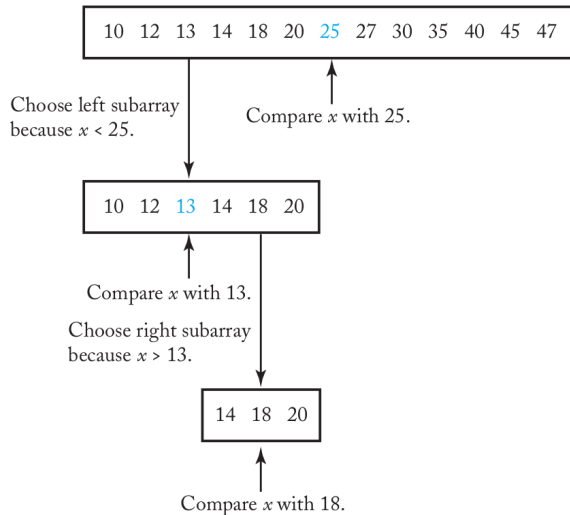 10 12 13 14 18 20 25 27 30 35 40 45 47
Choose left subarray
because x < 25.
Compare x with 25.
10 12 13 14 18 20
Compare x with 13.
Choose right subarray
because x > 13.
14 18 20
Compare x with 18.